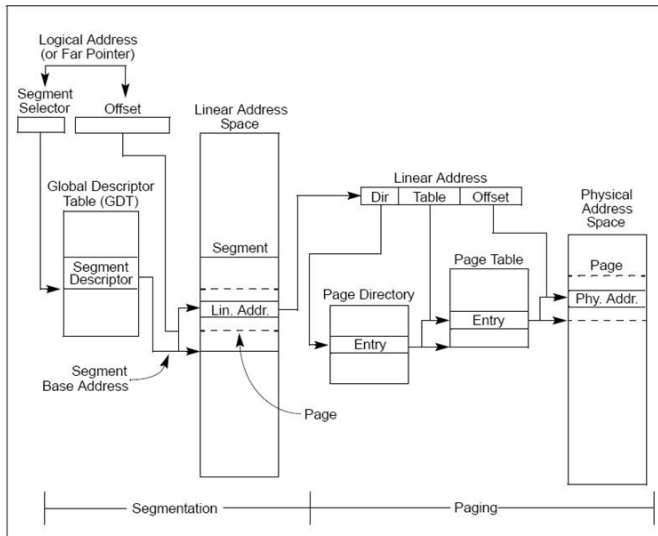 Logical Address
(or Far Pointer)
Segment
Selector
Offset
Linear Address
Space
Global Descriptor
Table (GDT)
Segment
Descriptor
Segment
Lin. Addr.
Segment
Base Address
Page
Linear Address
Dir
Table
Offset
Physical
Address
Space
Page Table
Page Directory
Entry
Entry
Page
Phy. Addr.
Segmentation
Paging